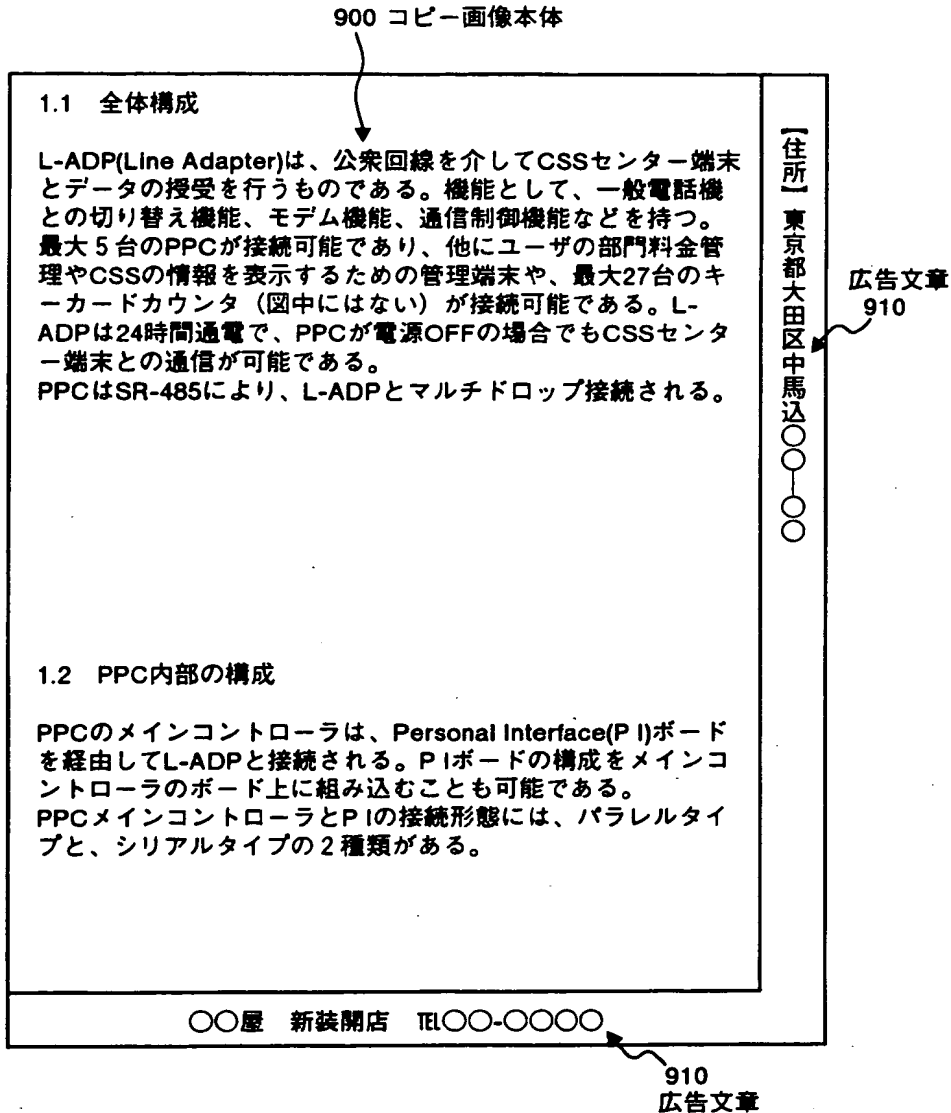 900 コピー画像本体
1.1 全体構成
L-ADP(Line Adapter)は、公衆回線を介してCSSセンター端末
とデータの授受を行うものである。機能として、一般電話機
との切り替え機能、モデム機能、通信制御機能などを持つ。
最大5台のPPCが接続可能であり、他にユーザの部門料金管
理やCSSの情報を表示するための管理端末や、最大27台のキ
ーカードカウンタ（図中にはない）が接続可能である。L-
ADPは24時間通電で、PPCが電源OFFの場合でもCSSセンタ
ー端末との通信が可能である。
PPCはSR-485により、L-ADPとマルチドロップ接続される。
1.2 PPC内部の構成
PPCのメインコントローラは、Personal Interface(P I)ボード
を経由してL-ADPと接続される。P Iボードの構成をメインコ
ントローラのボード上に組み込むことも可能である。
PPCメインコントローラとP Iの接続形態には、パラレルタイ
プと、シリアルタイプの2種類がある。
【住所】東京都大田区中馬込○○─○○
広告文章
910
○○屋 新装開店 TEL○○-○○○○
910
広告文章